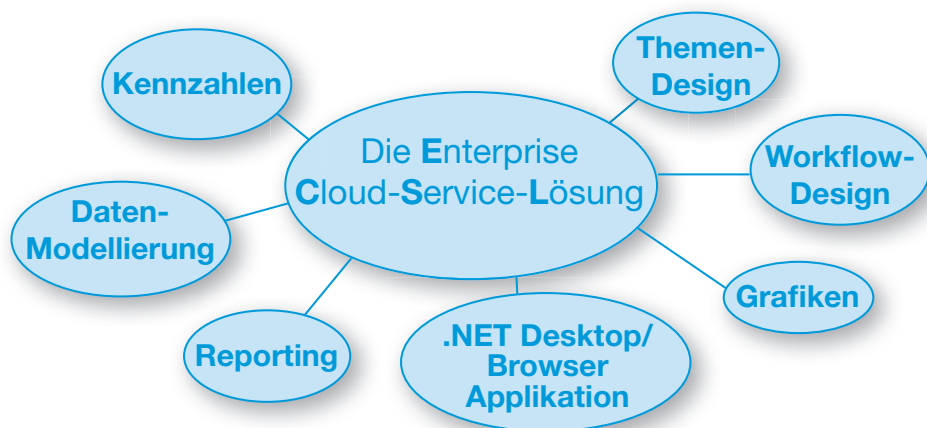 Themen-
Design
Kennzahlen
Die Enterprise
Cloud-Service-Lösung
Workflow-
Design
Daten-
Modellierung
Grafiken
Reporting
.NET Desktop/
Browser
Applikation